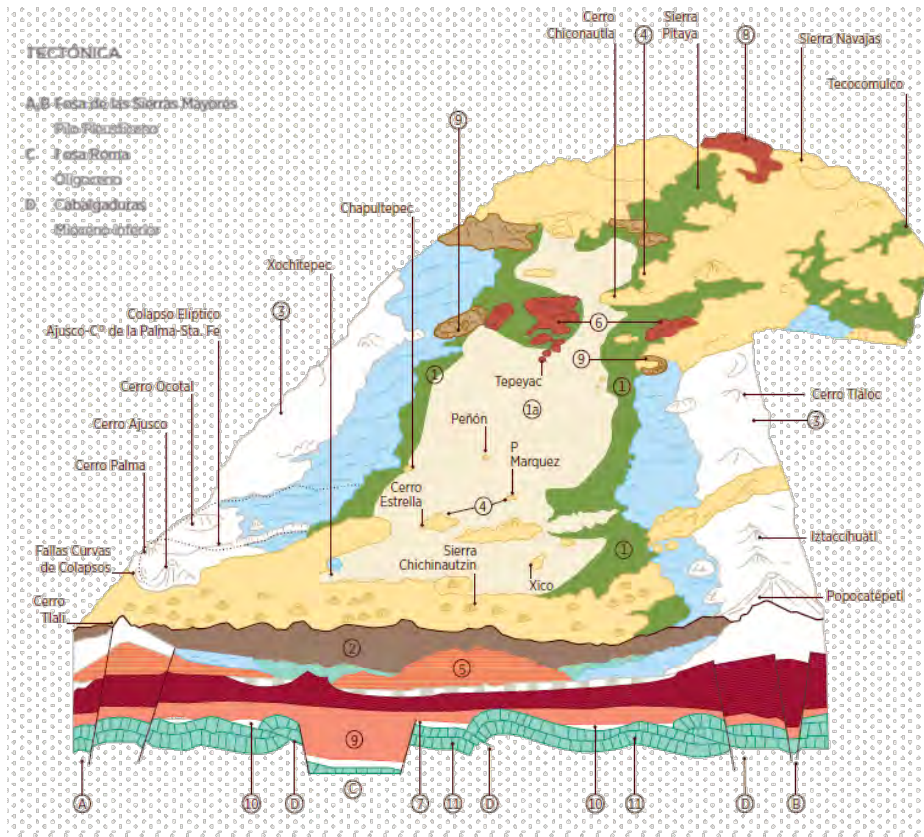 TECTÓNICA
A,B Fosa de las Sierras Mayores
Plio Pleistoceno
C Fosa Roma
Oligoceno
D Cabalgaduras
Mioceno Inferior
Cerro
Chiconautla
④
Sierra
Pitaya
⑧
Sierra Navajas
Tecocomulco
⑨
Chapultepec
Xochitepec
③
Colapso Elíptico
Ajusco-Cº de la Palma-Sta. Fe
Cerro Ocotal
Cerro Ajusco
Cerro Palma
Fallas Curvas
de Colapsos
Cerro
Tlali
⑥
⑨
①
①
Tepeyac
1a
Peñón
P
Marquez
Cerro
Estrella
④
Cerro Tláloc
③
①
Sierra
Chichinautzin
Xico
Iztaccíhuatl
Popocatépetl
②
⑤
⑨
Ⓐ
⑩
Ⓓ
Ⓒ
⑦
⑪
Ⓓ
⑩
⑪
Ⓓ
Ⓑ